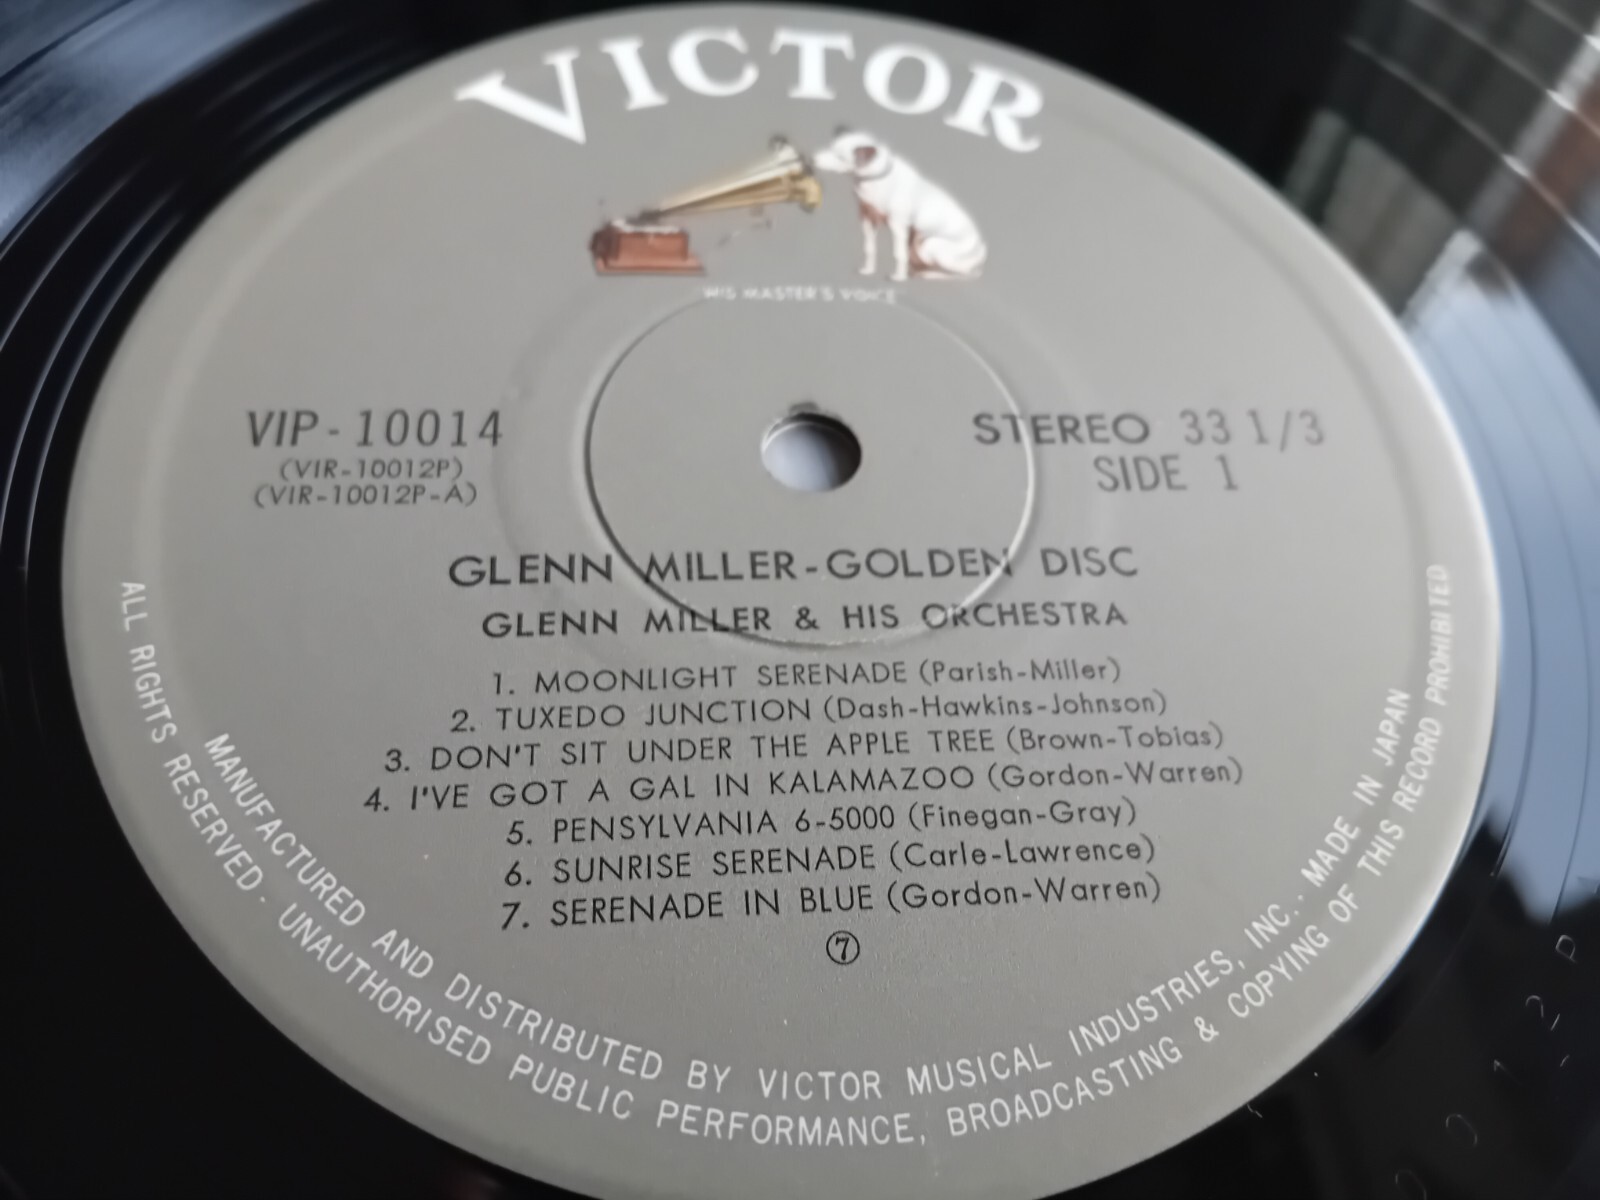 VICTOR
HIS MASTER'S VOICE
VIP-10014
(VIR-10012P)
(VIR-10012P-A)
STEREO 33 1/3
SIDE 1
GLENN MILLER-GOLDEN DISC
GLENN MILLER & HIS ORCHESTRA
1. MOONLIGHT SERENADE (Parish-Miller)
2. TUXEDO JUNCTION (Dash-Hawkins-Johnson)
3. DON'T SIT UNDER THE APPLE TREE (Brown-Tobias)
4. I'VE GOT A GAL IN KALAMAZOO (Gordon-Warren)
5. PENSYLVANIA 6-5000 (Finegan-Gray)
6. SUNRISE SERENADE (Carle-Lawrence)
7. SERENADE IN BLUE (Gordon-Warren)
⑦
MANUFACTURED AND DISTRIBUTED BY VICTOR MUSICAL INDUSTRIES, INC.· MADE IN JAPAN
ALL RIGHTS RESERVED· UNAUTHORISED PUBLIC PERFORMANCE, BROADCASTING & COPYING OF THIS RECORD PROHIBITED